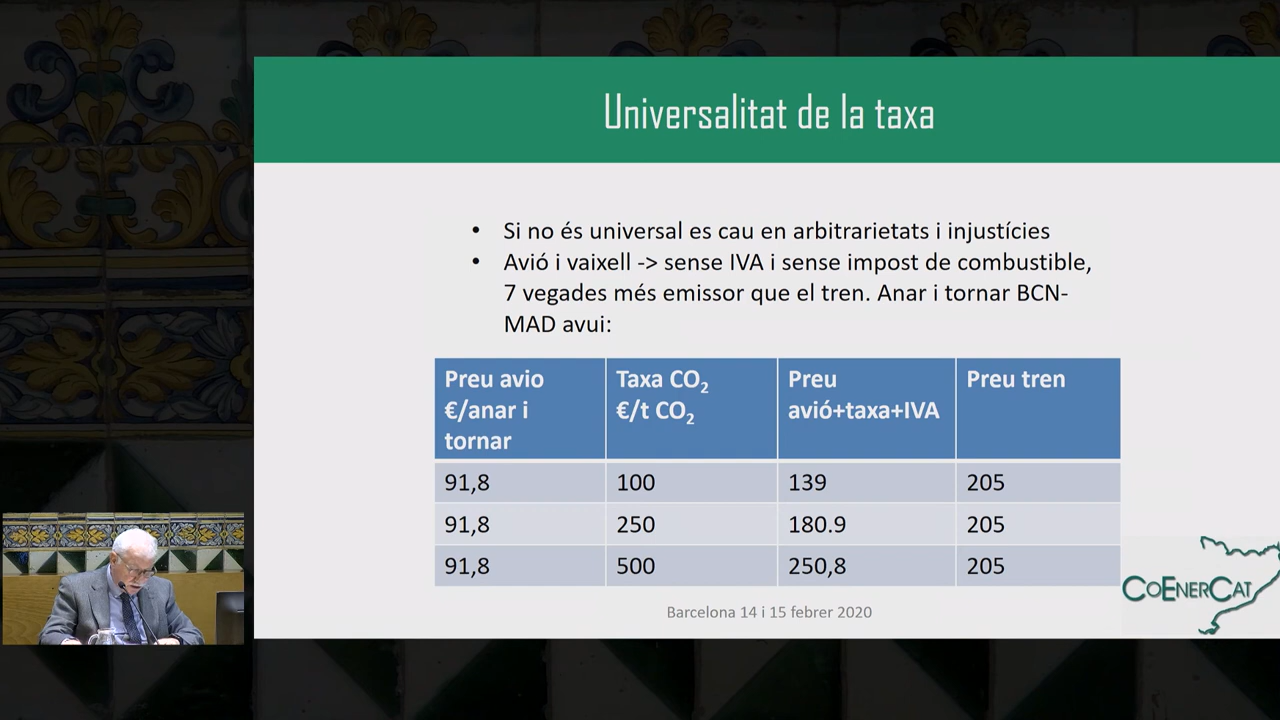 Universalitat de la taxa
• Si no és universal es cau en arbitrarietats i injustícies
• Avió i vaixell -> sense IVA i sense impost de combustible,
7 vegades més emissor que el tren. Anar i tornar BCN-
MAD avui:
Preu avio €/anar i tornar
Taxa CO₂ €/t CO₂
Preu avió+taxa+IVA
Preu tren
91,8 100 139 205
91,8 250 180.9 205
91,8 500 250,8 205
Barcelona 14 i 15 febrer 2020
COENERCAT